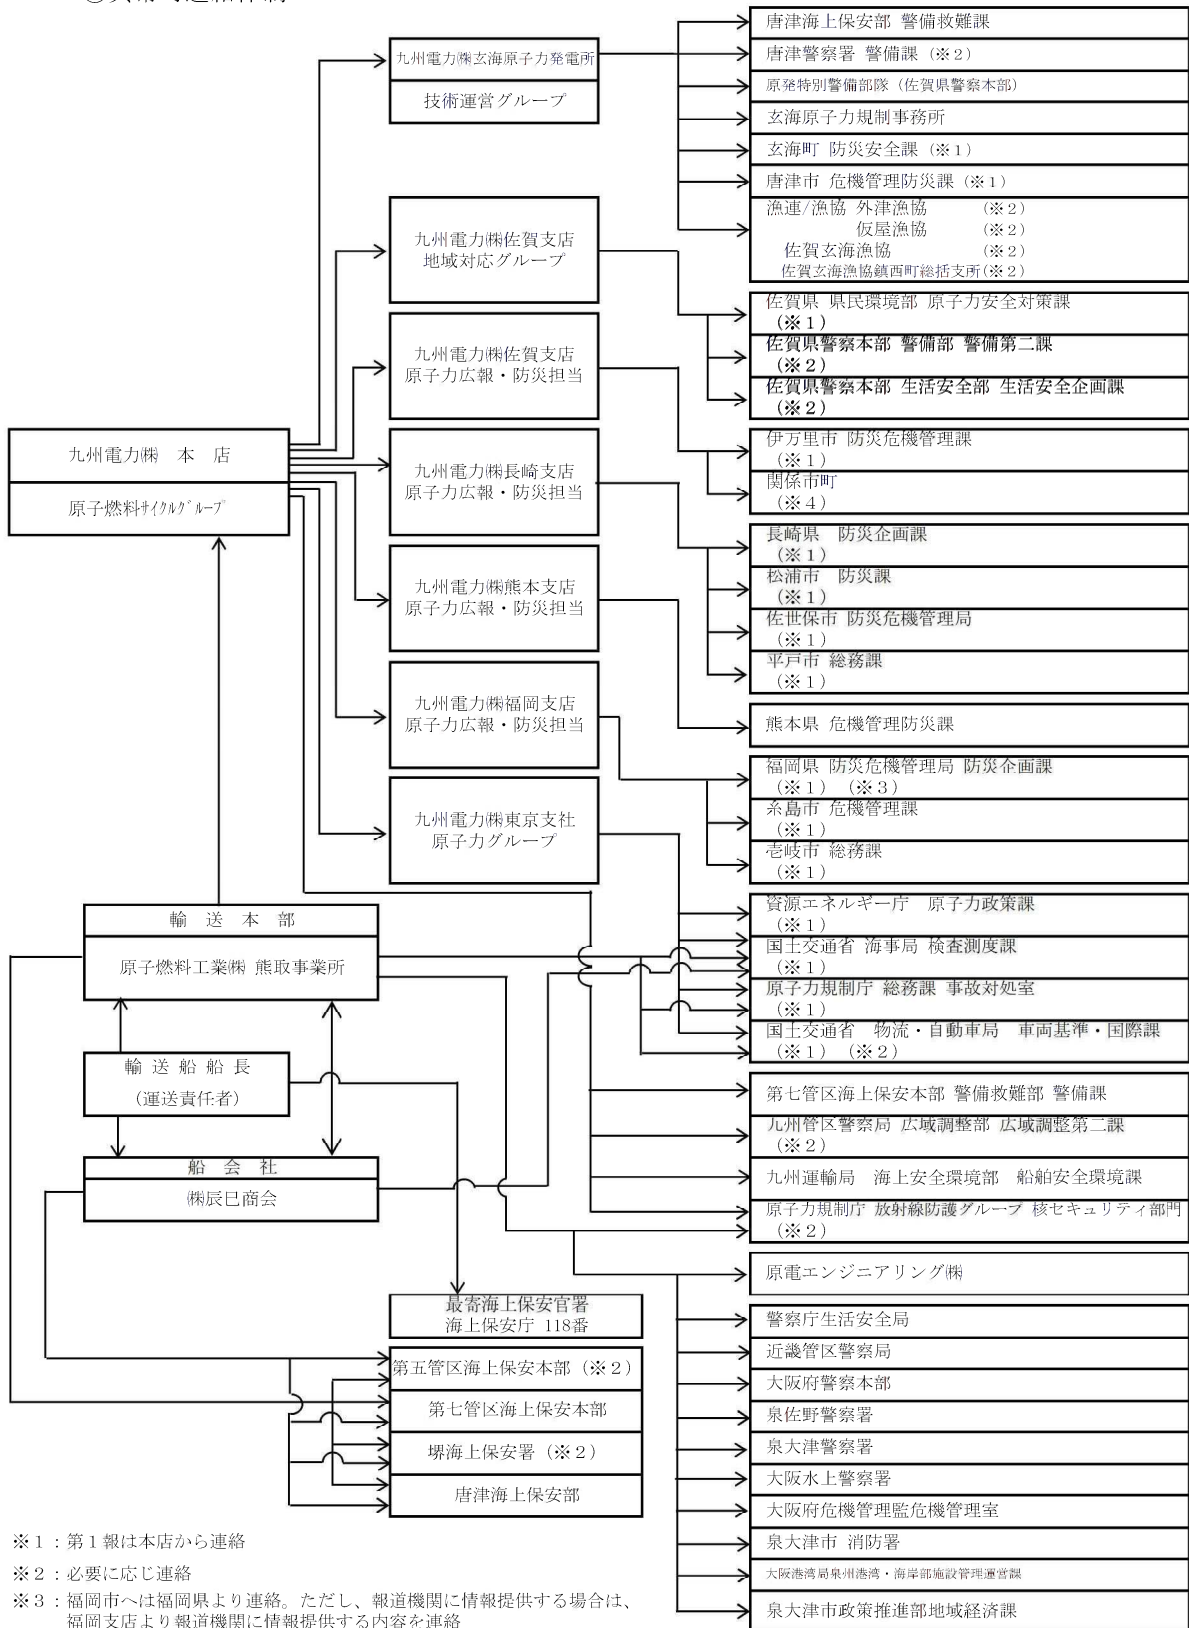 九州電力㈱玄海原子力発電所
技術運営グループ
九州電力㈱佐賀支店
地域対応グループ
九州電力㈱佐賀支店
原子力広報・防災担当
九州電力㈱長崎支店
原子力広報・防災担当
九州電力㈱熊本支店
原子力広報・防災担当
九州電力㈱福岡支店
原子力広報・防災担当
九州電力㈱東京支社
原子力グループ
九州電力㈱ 本 店
原子燃料ｻｲｸﾙｸﾞﾙｰﾌﾟ
輸 送 本 部
原子燃料工業㈱ 熊取事業所
輸 送 船 船 長
(運送責任者)
船 会 社
㈱辰巳商会
最寄海上保安官署
海上保安庁 118番
第五管区海上保安本部（※２）
第七管区海上保安本部
堺海上保安署（※２）
唐津海上保安部
唐津海上保安部 警備救難課
唐津警察署 警備課（※２）
原発特別警備部隊（佐賀県警察本部）
玄海原子力規制事務所
玄海町 防災安全課（※１）
唐津市 危機管理防災課（※１）
漁連/漁協 外津漁協 （※２）
仮屋漁協 （※２）
佐賀玄海漁協 （※２）
佐賀玄海漁協鎮西町総括支所（※２）
佐賀県 県民環境部 原子力安全対策課
（※１）
佐賀県警察本部 警備部 警備第二課
（※２）
佐賀県警察本部 生活安全部 生活安全企画課
（※２）
伊万里市 防災危機管理課
（※１）
関係市町
（※４）
長崎県 防災企画課
（※１）
松浦市 防災課
（※１）
佐世保市 防災危機管理局
（※１）
平戸市 総務課
（※１）
熊本県 危機管理防災課
福岡県 防災危機管理局 防災企画課
（※１）（※３）
糸島市 危機管理課
（※１）
壱岐市 総務課
（※１）
資源エネルギー庁 原子力政策課
（※１）
国土交通省 海事局 検査測度課
（※１）
原子力規制庁 総務課 事故対処室
（※１）
国土交通省 物流・自動車局 車両基準・国際課
（※１）（※２）
第七管区海上保安本部 警備救難部 警備課
九州管区警察局 広域調整部 広域調整第二課
（※２）
九州運輸局 海上安全環境部 船舶安全環境課
原子力規制庁 放射線防護グループ 核セキュリティ部門
（※２）
原電エンジニアリング㈱
警察庁生活安全局
近畿管区警察局
大阪府警察本部
泉佐野警察署
泉大津警察署
大阪水上警察署
大阪府危機管理監危機管理室
泉大津市 消防署
大阪港湾局泉州港湾・海岸部施設管理運営課
泉大津市政策推進部地域経済課
※１：第１報は本店から連絡
※２：必要に応じ連絡
※３：福岡市へは福岡県より連絡。ただし、報道機関に情報提供する場合は、
福岡支店より報道機関に情報提供する内容を連絡